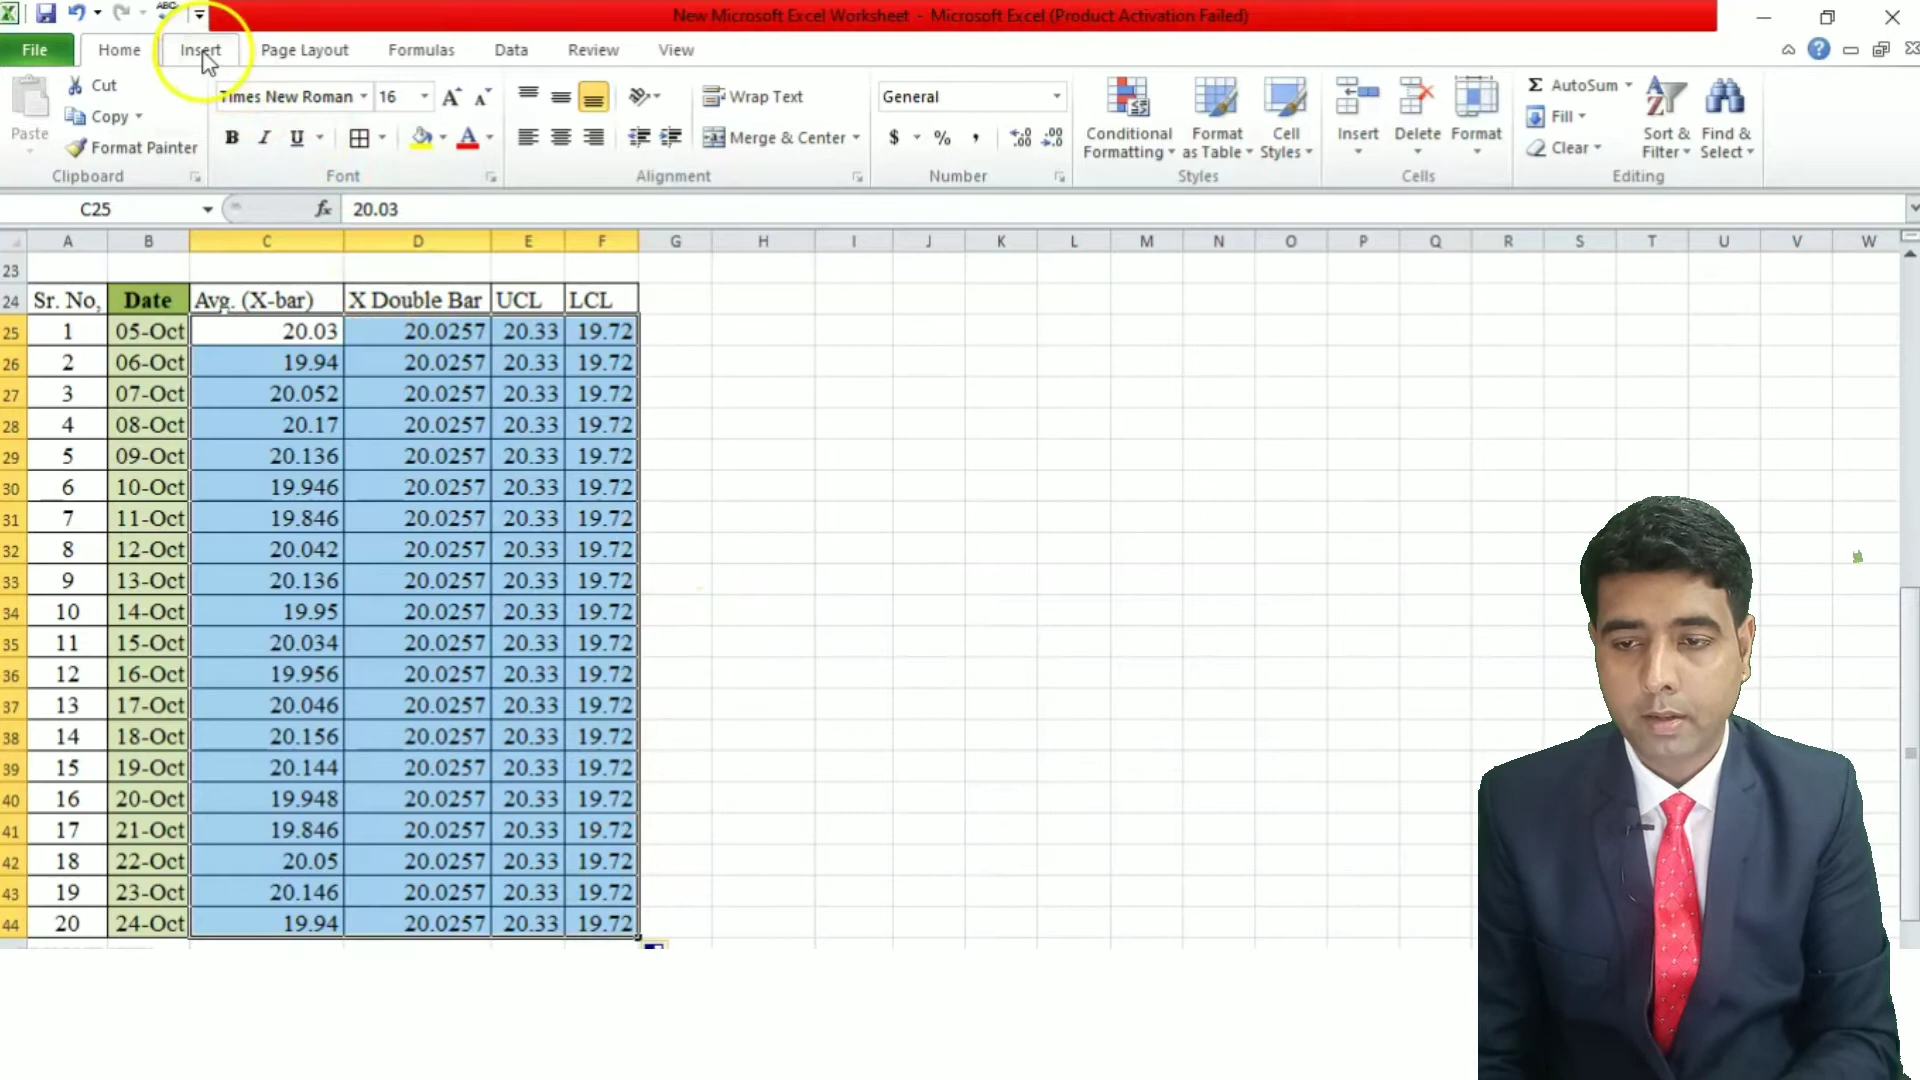 New Microsoft Excel Worksheet - Microsoft Excel (Product Activation Failed)
File Home Insert Page Layout Formulas Data Review View
Paste Cut Copy Format Painter Clipboard
Times New Roman 16 B I U Font
Wrap Text Merge & Center Alignment
General $ % , Number
Conditional Formatting Format as Table Cell Styles Styles
Insert Delete Format Cells
AutoSum Fill Clear Sort & Filter Find & Select Editing
C25 fx 20.03
A B C D E F G H I J K L M N O P Q R S T U V W
23
24 Sr. No, Date Avg. (X-bar) X Double Bar UCL LCL
25 1 05-Oct 20.03 20.0257 20.33 19.72
26 2 06-Oct 19.94 20.0257 20.33 19.72
27 3 07-Oct 20.052 20.0257 20.33 19.72
28 4 08-Oct 20.17 20.0257 20.33 19.72
29 5 09-Oct 20.136 20.0257 20.33 19.72
30 6 10-Oct 19.946 20.0257 20.33 19.72
31 7 11-Oct 19.846 20.0257 20.33 19.72
32 8 12-Oct 20.042 20.0257 20.33 19.72
33 9 13-Oct 20.136 20.0257 20.33 19.72
34 10 14-Oct 19.95 20.0257 20.33 19.72
35 11 15-Oct 20.034 20.0257 20.33 19.72
36 12 16-Oct 19.956 20.0257 20.33 19.72
37 13 17-Oct 20.046 20.0257 20.33 19.72
38 14 18-Oct 20.156 20.0257 20.33 19.72
39 15 19-Oct 20.144 20.0257 20.33 19.72
40 16 20-Oct 19.948 20.0257 20.33 19.72
41 17 21-Oct 19.846 20.0257 20.33 19.72
42 18 22-Oct 20.05 20.0257 20.33 19.72
43 19 23-Oct 20.146 20.0257 20.33 19.72
44 20 24-Oct 19.94 20.0257 20.33 19.72